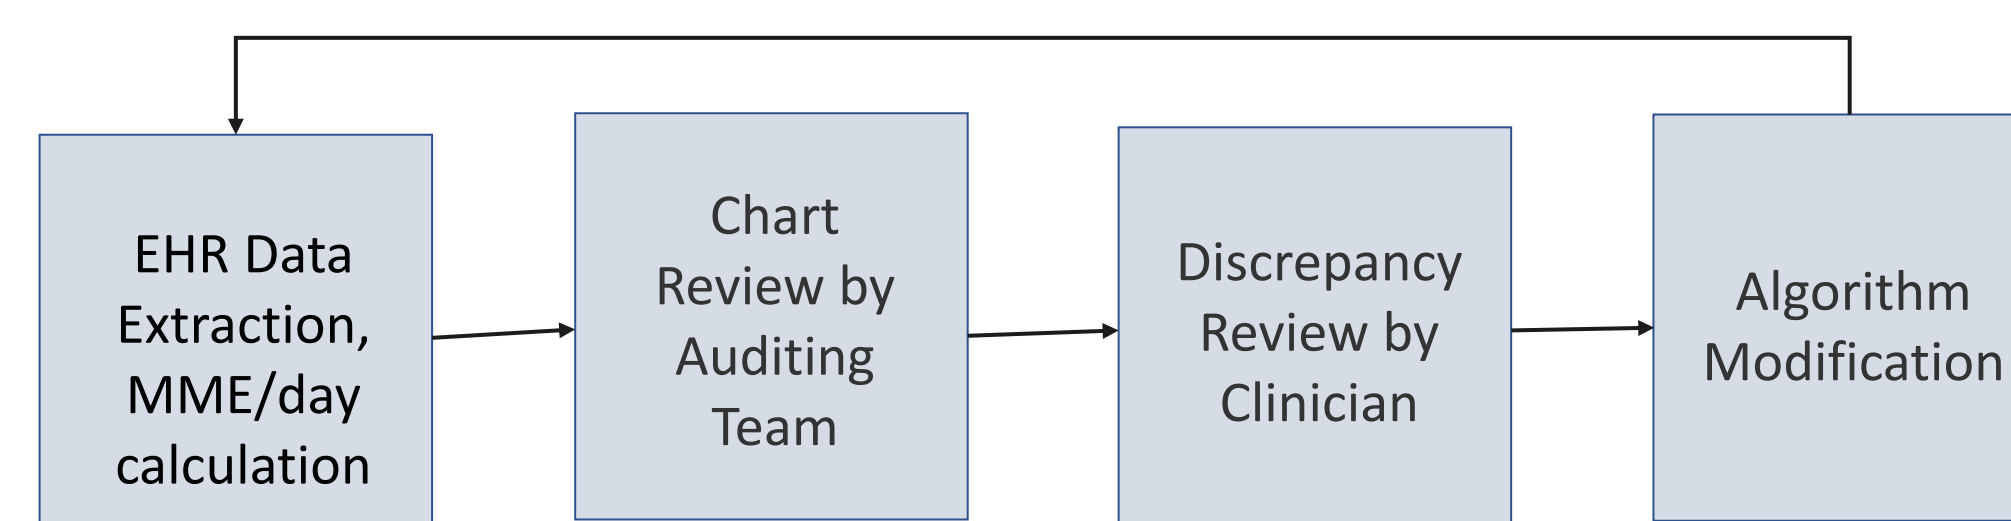 EHR Data
Extraction,
MME/day
calculation
Chart
Review by
Auditing
Team
Discrepancy
Review by
Clinician
Algorithm
Modification